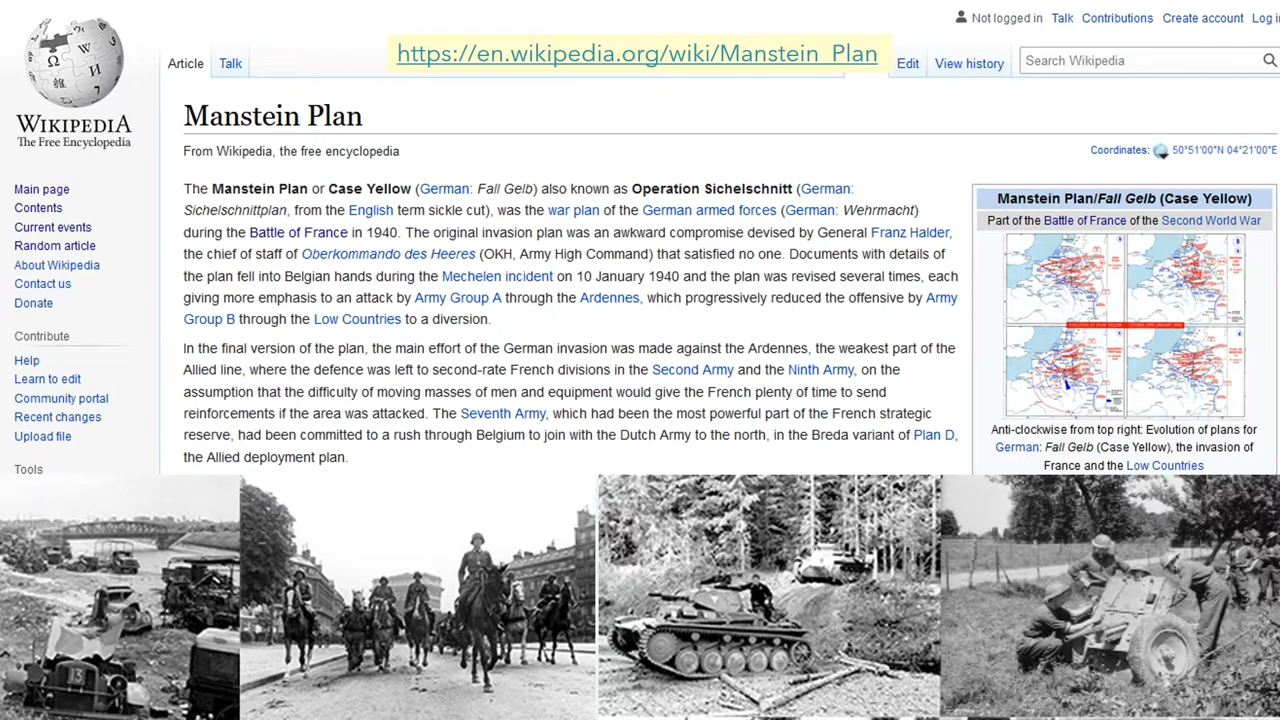 Not logged in Talk Contributions Create account Log in
https://en.wikipedia.org/wiki/Manstein_Plan
Article Talk Edit View history Search Wikipedia
WIKIPEDIA
The Free Encyclopedia
Manstein Plan
From Wikipedia, the free encyclopedia
Coordinates: 50°51′00″N 04°21′00″E
Main page
Contents
Current events
Random article
About Wikipedia
Contact us
Donate
Contribute
Help
Learn to edit
Community portal
Recent changes
Upload file
Tools
The Manstein Plan or Case Yellow (German: Fall Gelb) also known as Operation Sichelschnitt (German:
Sichelschnittplan, from the English term sickle cut), was the war plan of the German armed forces (German: Wehrmacht)
during the Battle of France in 1940. The original invasion plan was an awkward compromise devised by General Franz Halder,
the chief of staff of Oberkommando des Heeres (OKH, Army High Command) that satisfied no one. Documents with details of
the plan fell into Belgian hands during the Mechelen incident on 10 January 1940 and the plan was revised several times, each
giving more emphasis to an attack by Army Group A through the Ardennes, which progressively reduced the offensive by Army
Group B through the Low Countries to a diversion.
In the final version of the plan, the main effort of the German invasion was made against the Ardennes, the weakest part of the
Allied line, where the defence was left to second-rate French divisions in the Second Army and the Ninth Army, on the
assumption that the difficulty of moving masses of men and equipment would give the French plenty of time to send
reinforcements if the area was attacked. The Seventh Army, which had been the most powerful part of the French strategic
reserve, had been committed to a rush through Belgium to join with the Dutch Army to the north, in the Breda variant of Plan D,
the Allied deployment plan.
Manstein Plan/Fall Gelb (Case Yellow)
Part of the Battle of France of the Second World War
Anti-clockwise from top right: Evolution of plans for
German: Fall Gelb (Case Yellow), the invasion of
France and the Low Countries
13